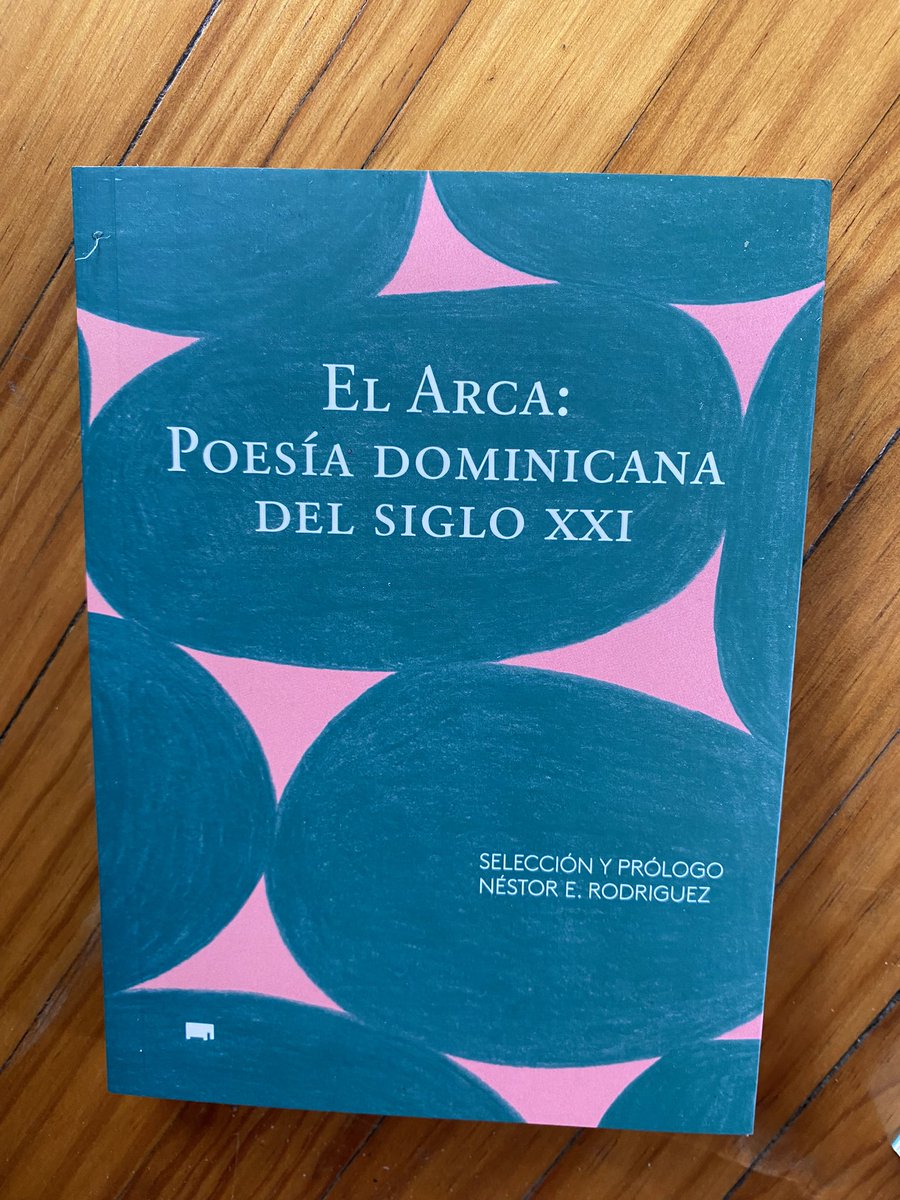 El Arca:
Poesía dominicana
del siglo xxi
SELECCIÓN Y PRÓLOGO
NÉSTOR E. RODRIGUEZ